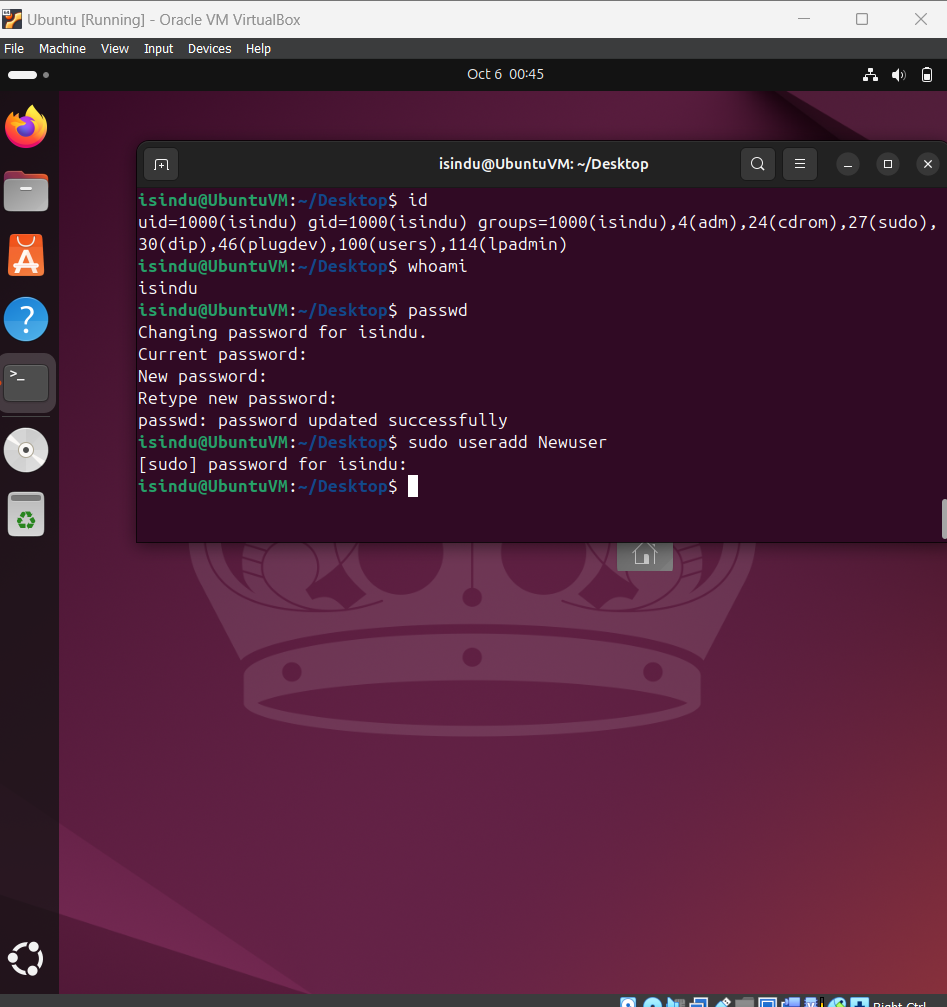 Ubuntu [Running] - Oracle VM VirtualBox
File Machine View Input Devices Help
Oct 6 00:45
isindu@UbuntuVM: ~/Desktop
isindu@UbuntuVM:~/Desktop$ id
uid=1000(isindu) gid=1000(isindu) groups=1000(isindu),4(adm),24(cdrom),27(sudo),
30(dip),46(plugdev),100(users),114(lpadmin)
isindu@UbuntuVM:~/Desktop$ whoami
isindu
isindu@UbuntuVM:~/Desktop$ passwd
Changing password for isindu.
Current password:
New password:
Retype new password:
passwd: password updated successfully
isindu@UbuntuVM:~/Desktop$ sudo useradd Newuser
[sudo] password for isindu:
isindu@UbuntuVM:~/Desktop$
Right Ctrl